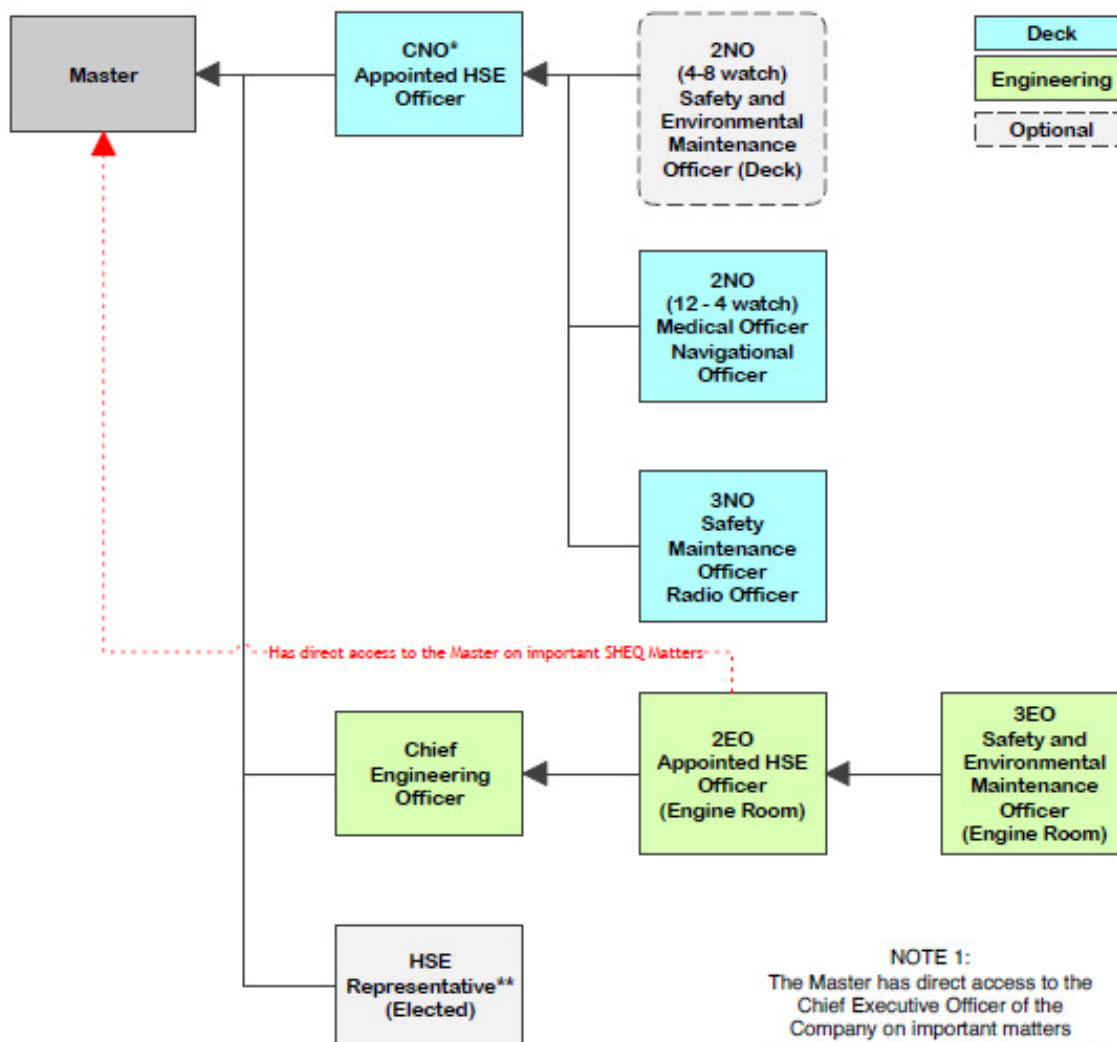 Master
CNO*
Appointed HSE
Officer
2NO
(4-8 watch)
Safety and
Environmental
Maintenance
Officer (Deck)
Deck
Engineering
Optional
2NO
(12 - 4 watch)
Medical Officer
Navigational
Officer
3NO
Safety
Maintenance
Officer
Radio Officer
Has direct access to the Master on important SHEQ Matters
Chief
Engineering
Officer
2EO
Appointed HSE
Officer
(Engine Room)
3EO
Safety and
Environmental
Maintenance
Officer
(Engine Room)
HSE
Representative**
(Elected)
NOTE 1:
The Master has direct access to the
Chief Executive Officer of the
Company on important matters